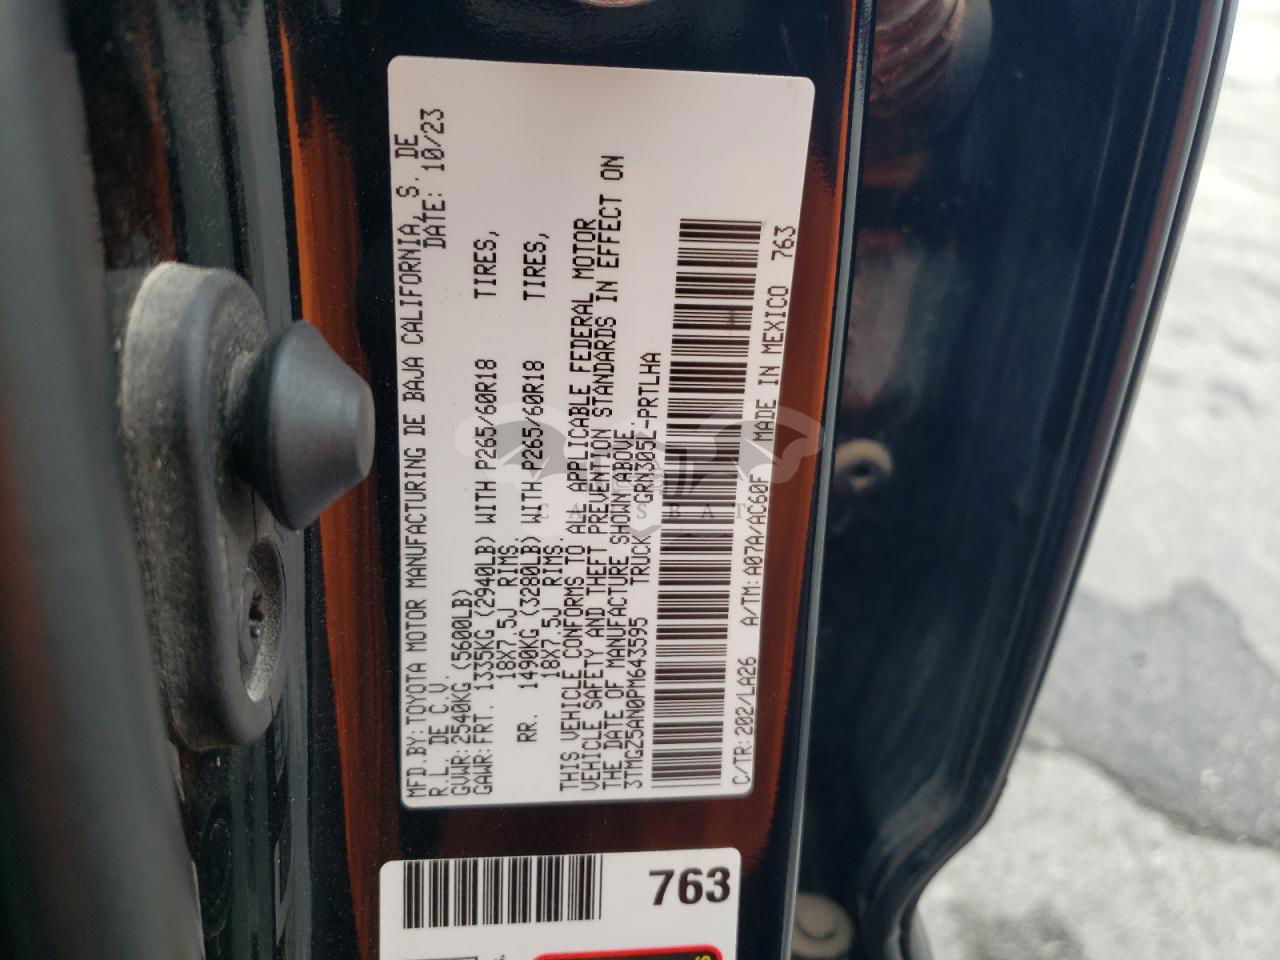 MFD.BY:TOYOTA MOTOR MANUFACTURING DE BAJA CALIFORNIA, S. DE
R.L. DE C.V. DATE: 10/23
GVWR:2540KG (5600LB)
GAWR:FRT. 1335KG (2940LB) WITH P265/60R18 TIRES,
18X7.5J RIMS
RR. 1490KG (3280LB) WITH P265/60R18 TIRES,
18X7.5J RIMS.
THIS VEHICLE CONFORMS TO ALL APPLICABLE FEDERAL MOTOR
VEHICLE SAFETY AND THEFT PREVENTION STANDARDS IN EFFECT ON
THE DATE OF MANUFACTURE SHOWN ABOVE.
3TMGZ5AN0PM643595 TRUCK GRN305L-PRTLHA
C/TR:202/LA26 A/TM:A07A/AC60F MADE IN MEXICO 763
763